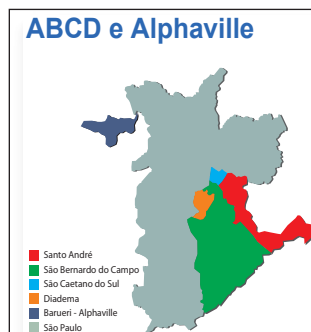 ABCD e Alphaville
Santo André
São Bernardo do Campo
São Caetano do Sul
Diadema
Barueri - Alphaville
São Paulo